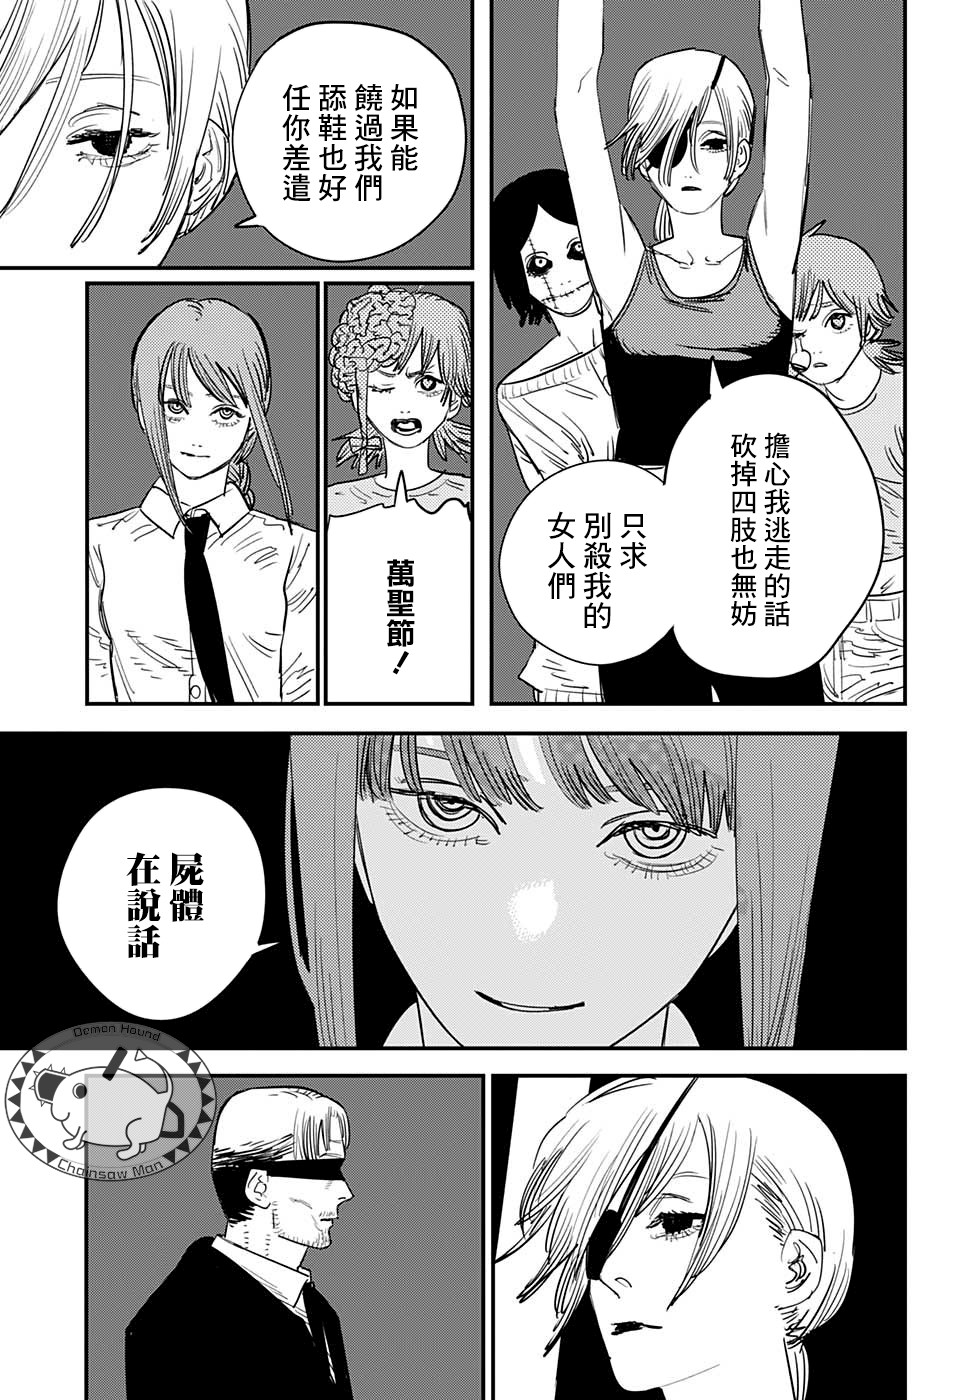 擔心我逃走的話
砍掉四肢也無妨
只求
別殺我的
女人們
如果能
饒過我們
舔鞋也好
任你差遣
萬聖節！
屍體
在說話
Demon Hound
Chainsaw Man